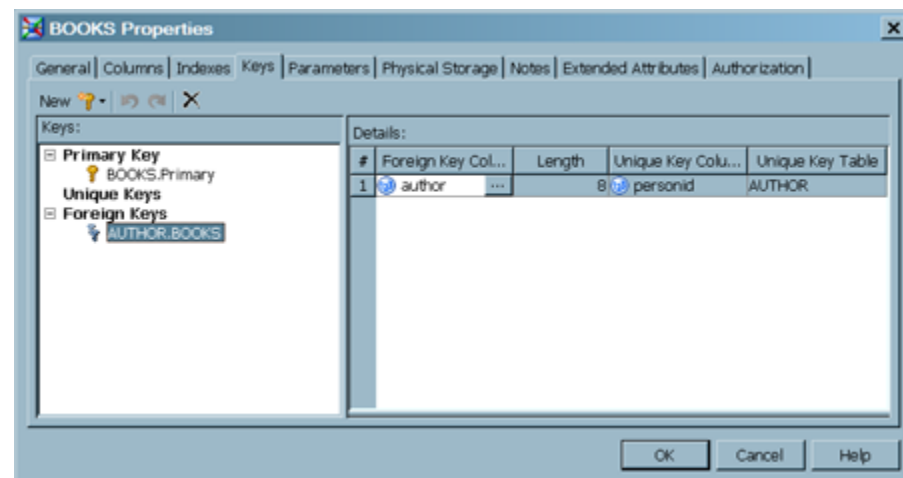 BOOKS Properties
General Columns Indexes Keys Parameters Physical Storage Notes Extended Attributes Authorization
New
Keys:
Primary Key
BOOKS.Primary
Unique Keys
Foreign Keys
AUTHOR.BOOKS
Details:
# Foreign Key Col... Length Unique Key Colu... Unique Key Table
1 author ... 8 personid AUTHOR
OK Cancel Help